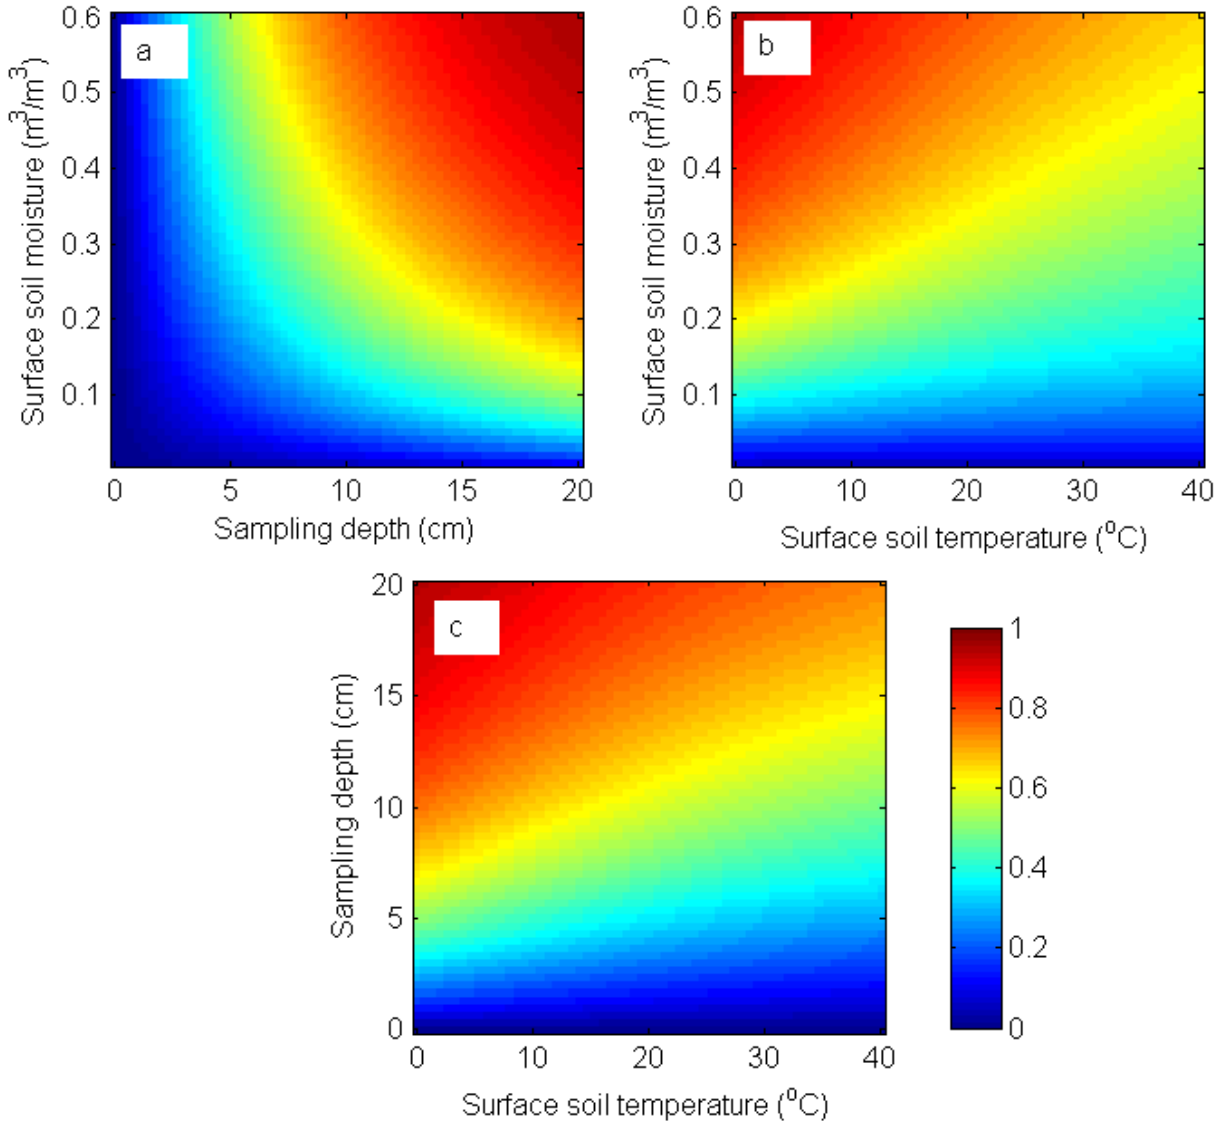 a
0.6
0.5
0.4
0.3
0.2
0.1
Surface soil moisture (m³/m³)
0 5 10 15 20
Sampling depth (cm)
b
0.6
0.5
0.4
0.3
0.2
0.1
Surface soil moisture (m³/m³)
0 10 20 30 40
Surface soil temperature (⁰C)
c
20
15
10
5
0
Sampling depth (cm)
0 10 20 30 40
Surface soil temperature (⁰C)
1
0.8
0.6
0.4
0.2
0